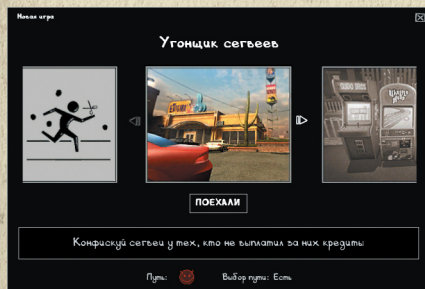 Новая игра
Угонщик сегвеев
ПОЕХАЛИ
Конфискуй сегвеи у тех, кто не выплатил за них кредиты
Путь: Выбор пути: Есть